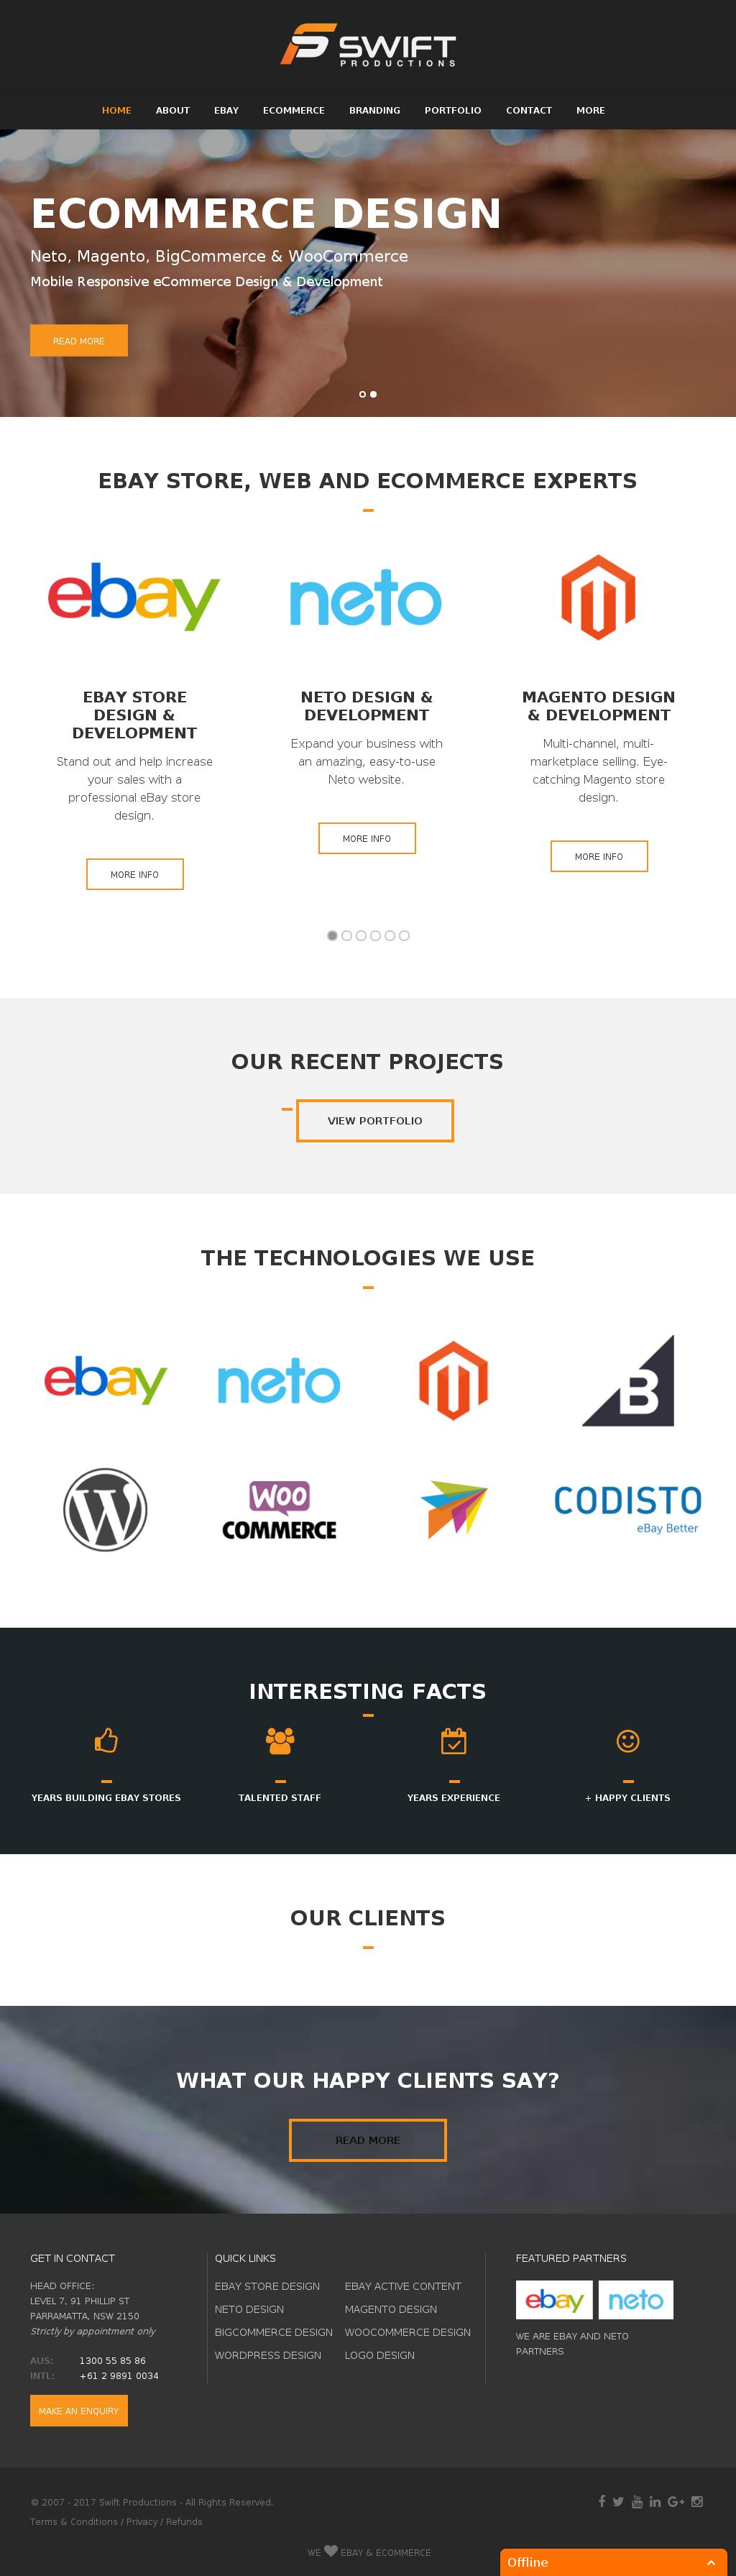 SWIFT
PRODUCTIONS
HOME ABOUT EBAY ECOMMERCE BRANDING PORTFOLIO CONTACT MORE
ECOMMERCE DESIGN
Neto, Magento, BigCommerce & WooCommerce
Mobile Responsive eCommerce Design & Development
READ MORE
EBAY STORE, WEB AND ECOMMERCE EXPERTS
ebay
neto
EBAY STORE
DESIGN &
DEVELOPMENT
Stand out and help increase
your sales with a
professional eBay store
design.
MORE INFO
NETO DESIGN &
DEVELOPMENT
Expand your business with
an amazing, easy-to-use
Neto website.
MORE INFO
MAGENTO DESIGN
& DEVELOPMENT
Multi-channel, multi-
marketplace selling. Eye-
catching Magento store
design.
MORE INFO
OUR RECENT PROJECTS
VIEW PORTFOLIO
THE TECHNOLOGIES WE USE
ebay
neto
B
W
WOO
COMMERCE
CODISTO
eBay Better
INTERESTING FACTS
YEARS BUILDING EBAY STORES
TALENTED STAFF
YEARS EXPERIENCE
+ HAPPY CLIENTS
OUR CLIENTS
WHAT OUR HAPPY CLIENTS SAY?
READ MORE
GET IN CONTACT
HEAD OFFICE:
LEVEL 7, 91 PHILLIP ST
PARRAMATTA, NSW 2150
Strictly by appointment only
AUS: 1300 55 85 86
INTL: +61 2 9891 0034
MAKE AN ENQUIRY
QUICK LINKS
EBAY STORE DESIGN
NETO DESIGN
BIGCOMMERCE DESIGN
WORDPRESS DESIGN
EBAY ACTIVE CONTENT
MAGENTO DESIGN
WOOCOMMERCE DESIGN
LOGO DESIGN
FEATURED PARTNERS
ebay
neto
WE ARE EBAY AND NETO
PARTNERS
© 2007 - 2017 Swift Productions - All Rights Reserved.
Terms & Conditions / Privacy / Refunds
WE EBAY & ECOMMERCE
Offline